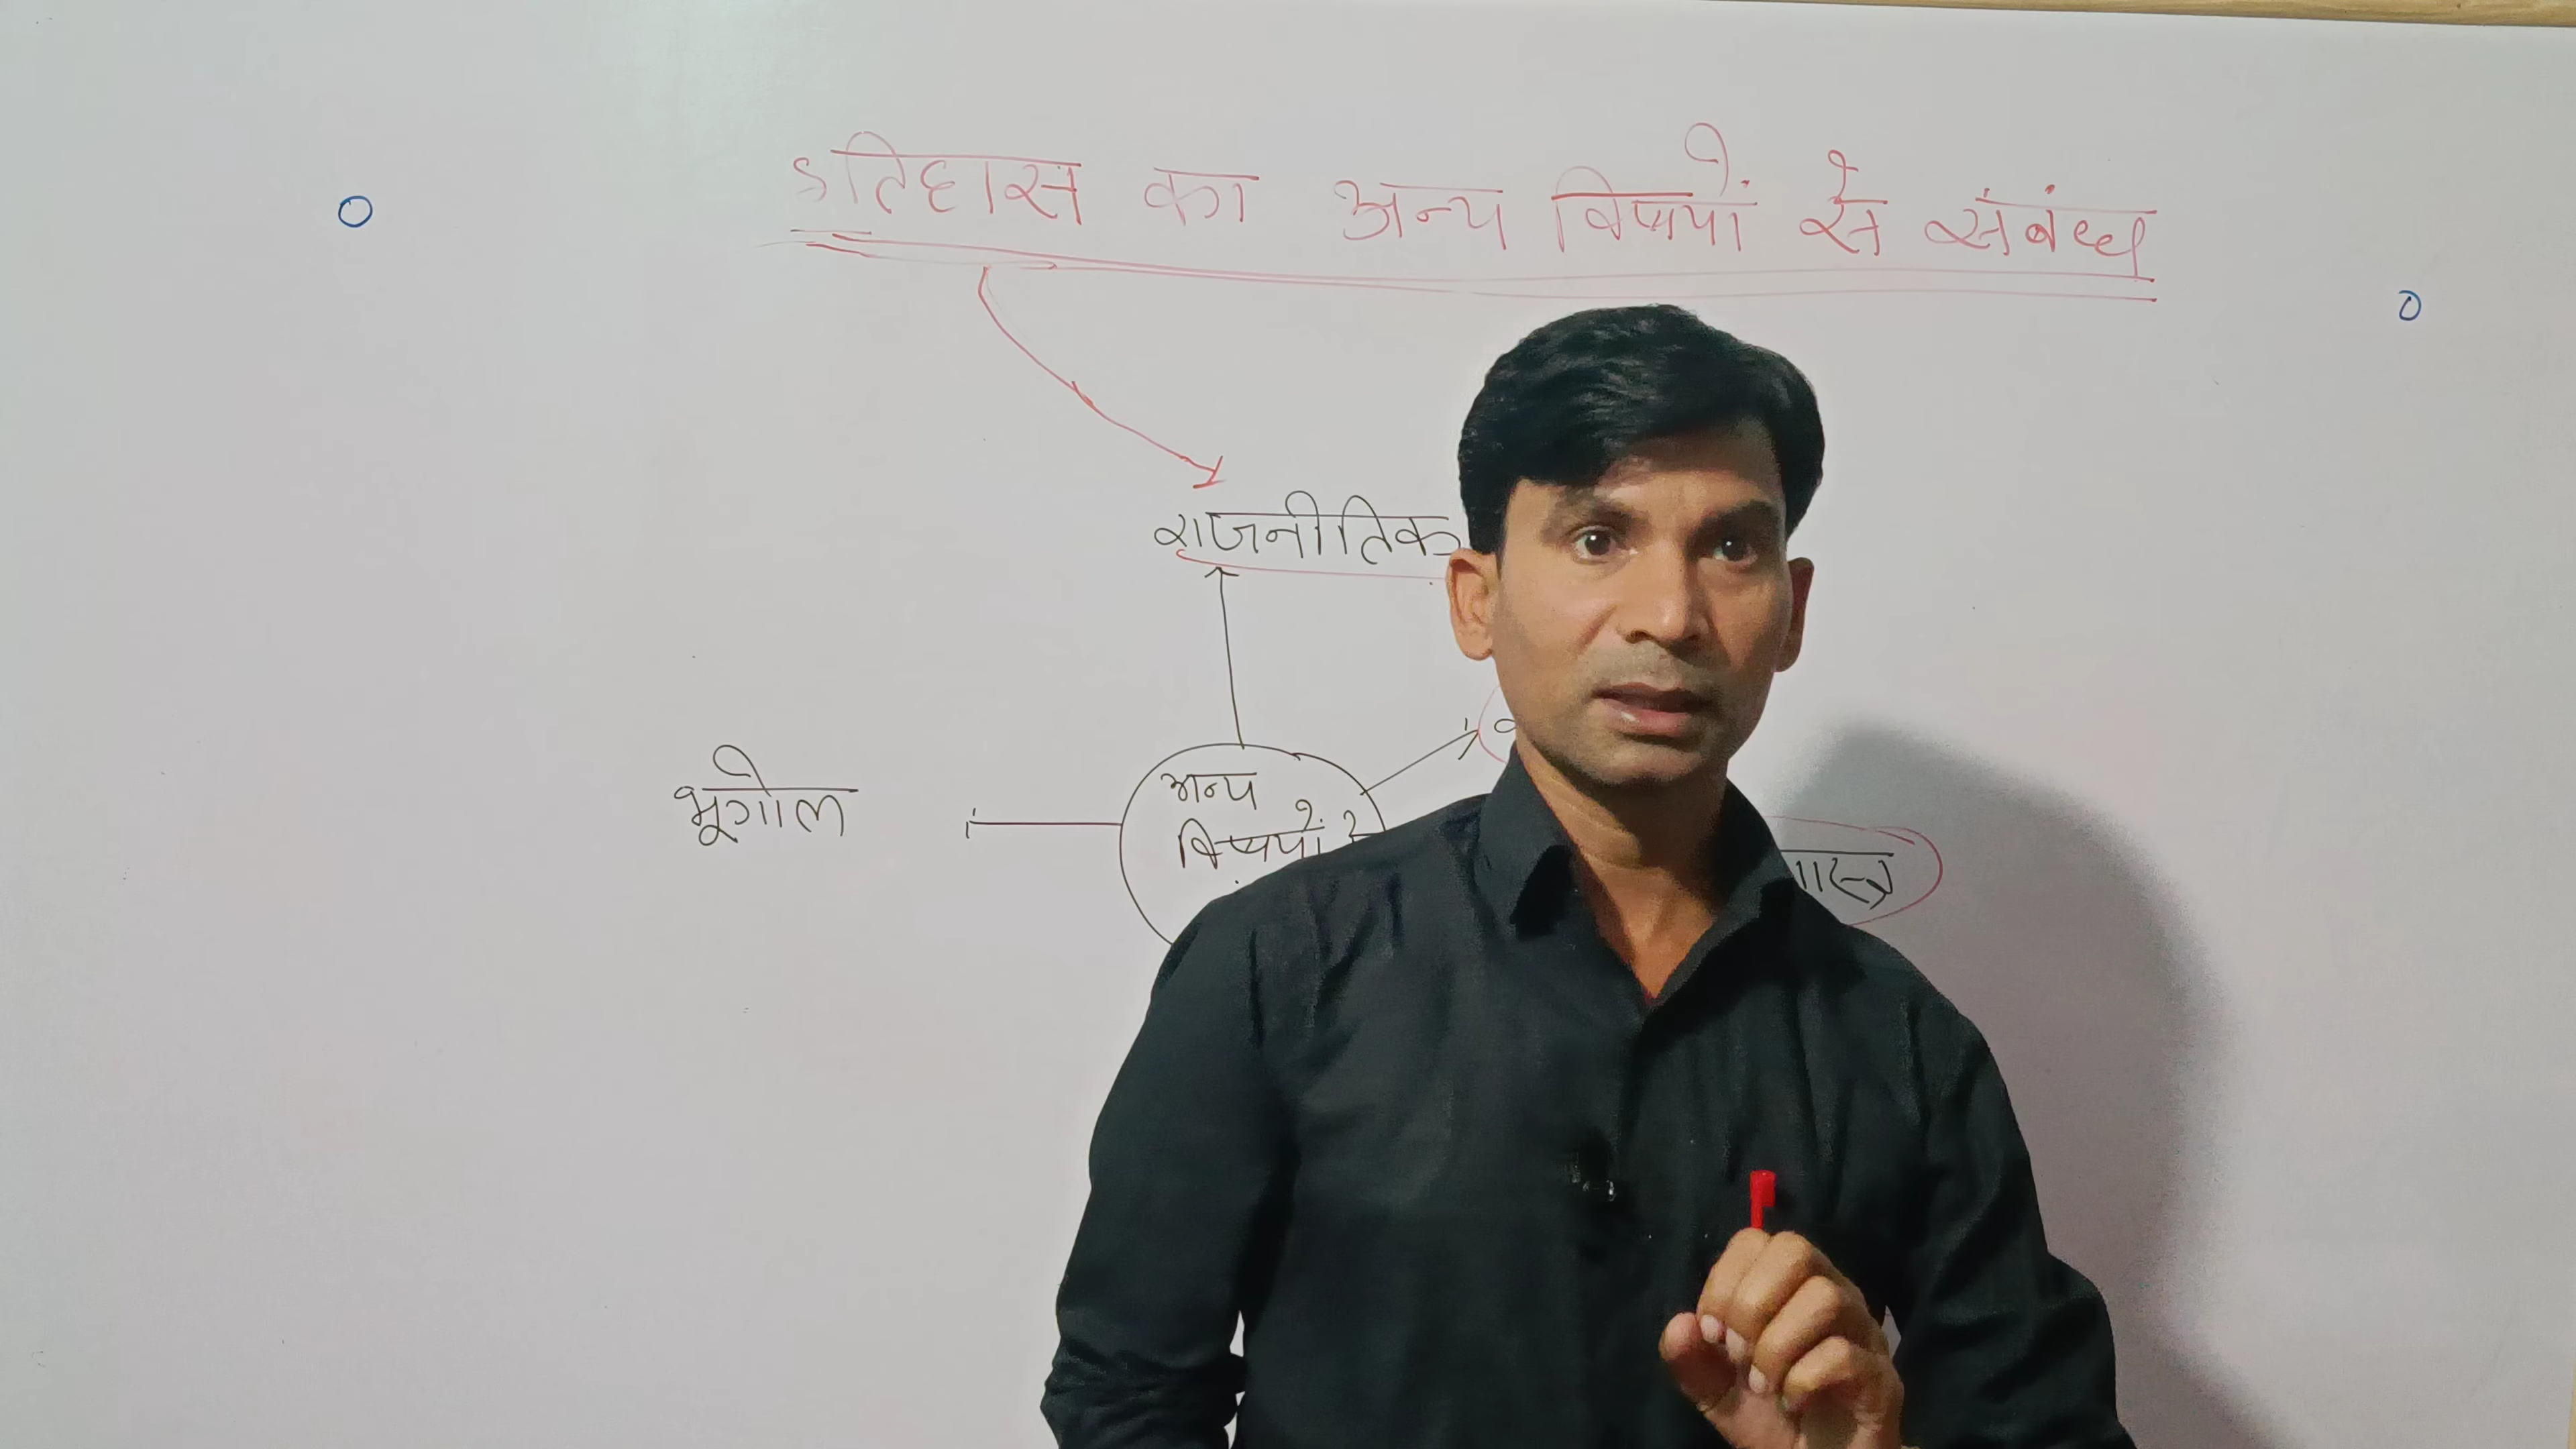 इतिहास का अन्य विषयों से संबंध
राजनीतिक
भूगोल
अन्य
विषयों